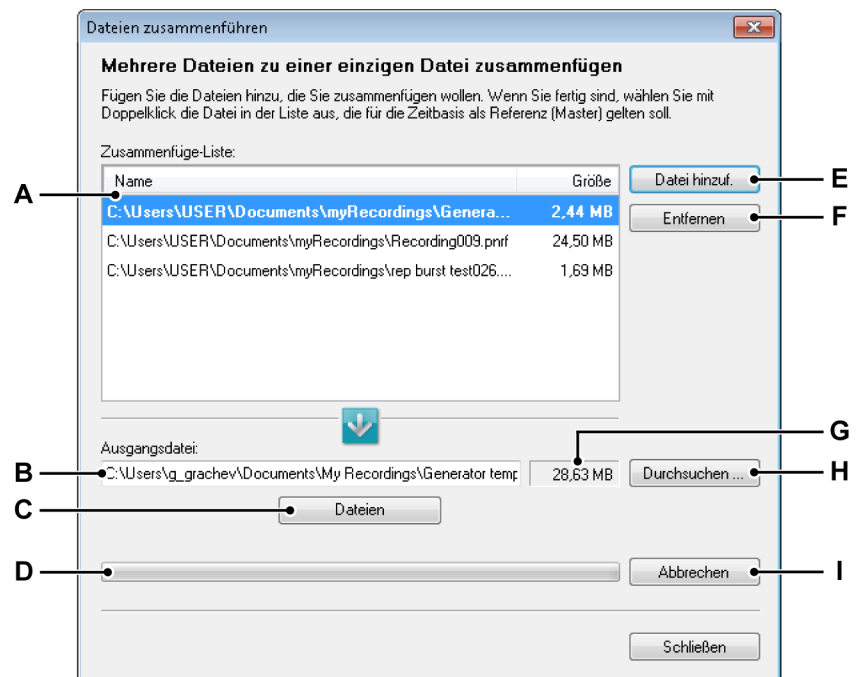 Dateien zusammenführen
Mehrere Dateien zu einer einzigen Datei zusammenfügen
Fügen Sie die Dateien hinzu, die Sie zusammenfügen wollen. Wenn Sie fertig sind, wählen Sie mit
Doppelklick die Datei in der Liste aus, die für die Zeitbasis als Referenz (Master) gelten soll.
Zusammenfüge-Liste:
Name Größe
Datei hinzuf.
E
A
C:\Users\USER\Documents\myRecordings\Genera... 2,44 MB
Entfernen
F
C:\Users\USER\Documents\myRecordings\Recording009.pnrf 24,50 MB
C:\Users\USER\Documents\myRecordings\rep burst test026.... 1,69 MB
G
Ausgangsdatei:
B
C:\Users\g_grachev\Documents\My Recordings\Generator temp
28,63 MB
Durchsuchen ...
H
C
Dateien
D
Abbrechen
I
Schließen